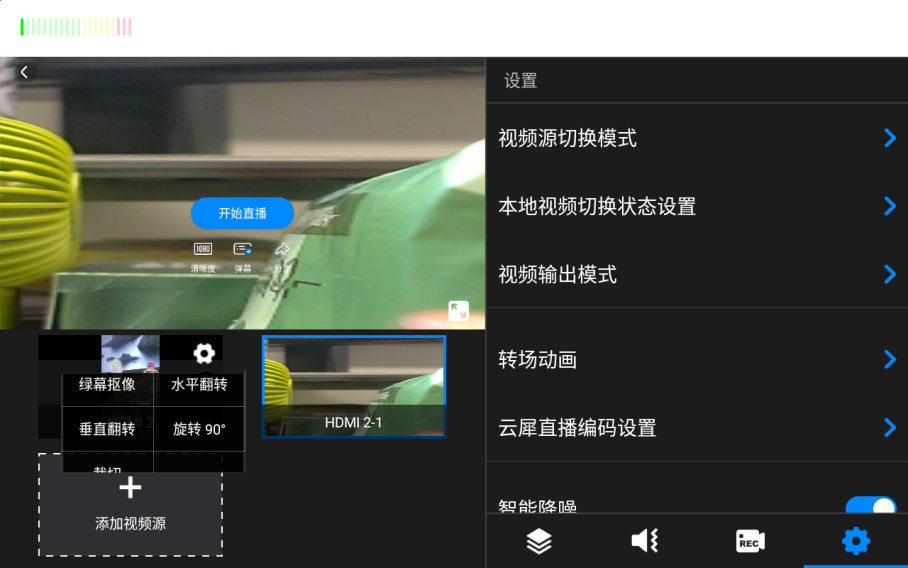 设置
视频源切换模式
本地视频切换状态设置
视频输出模式
转场动画
云犀直播编码设置
智能降噪
开始直播
1080
清晰度 弹幕 分享
绿幕抠像 水平翻转
垂直翻转 旋转 90°
裁切
HDMI 2-1
添加视频源
REC